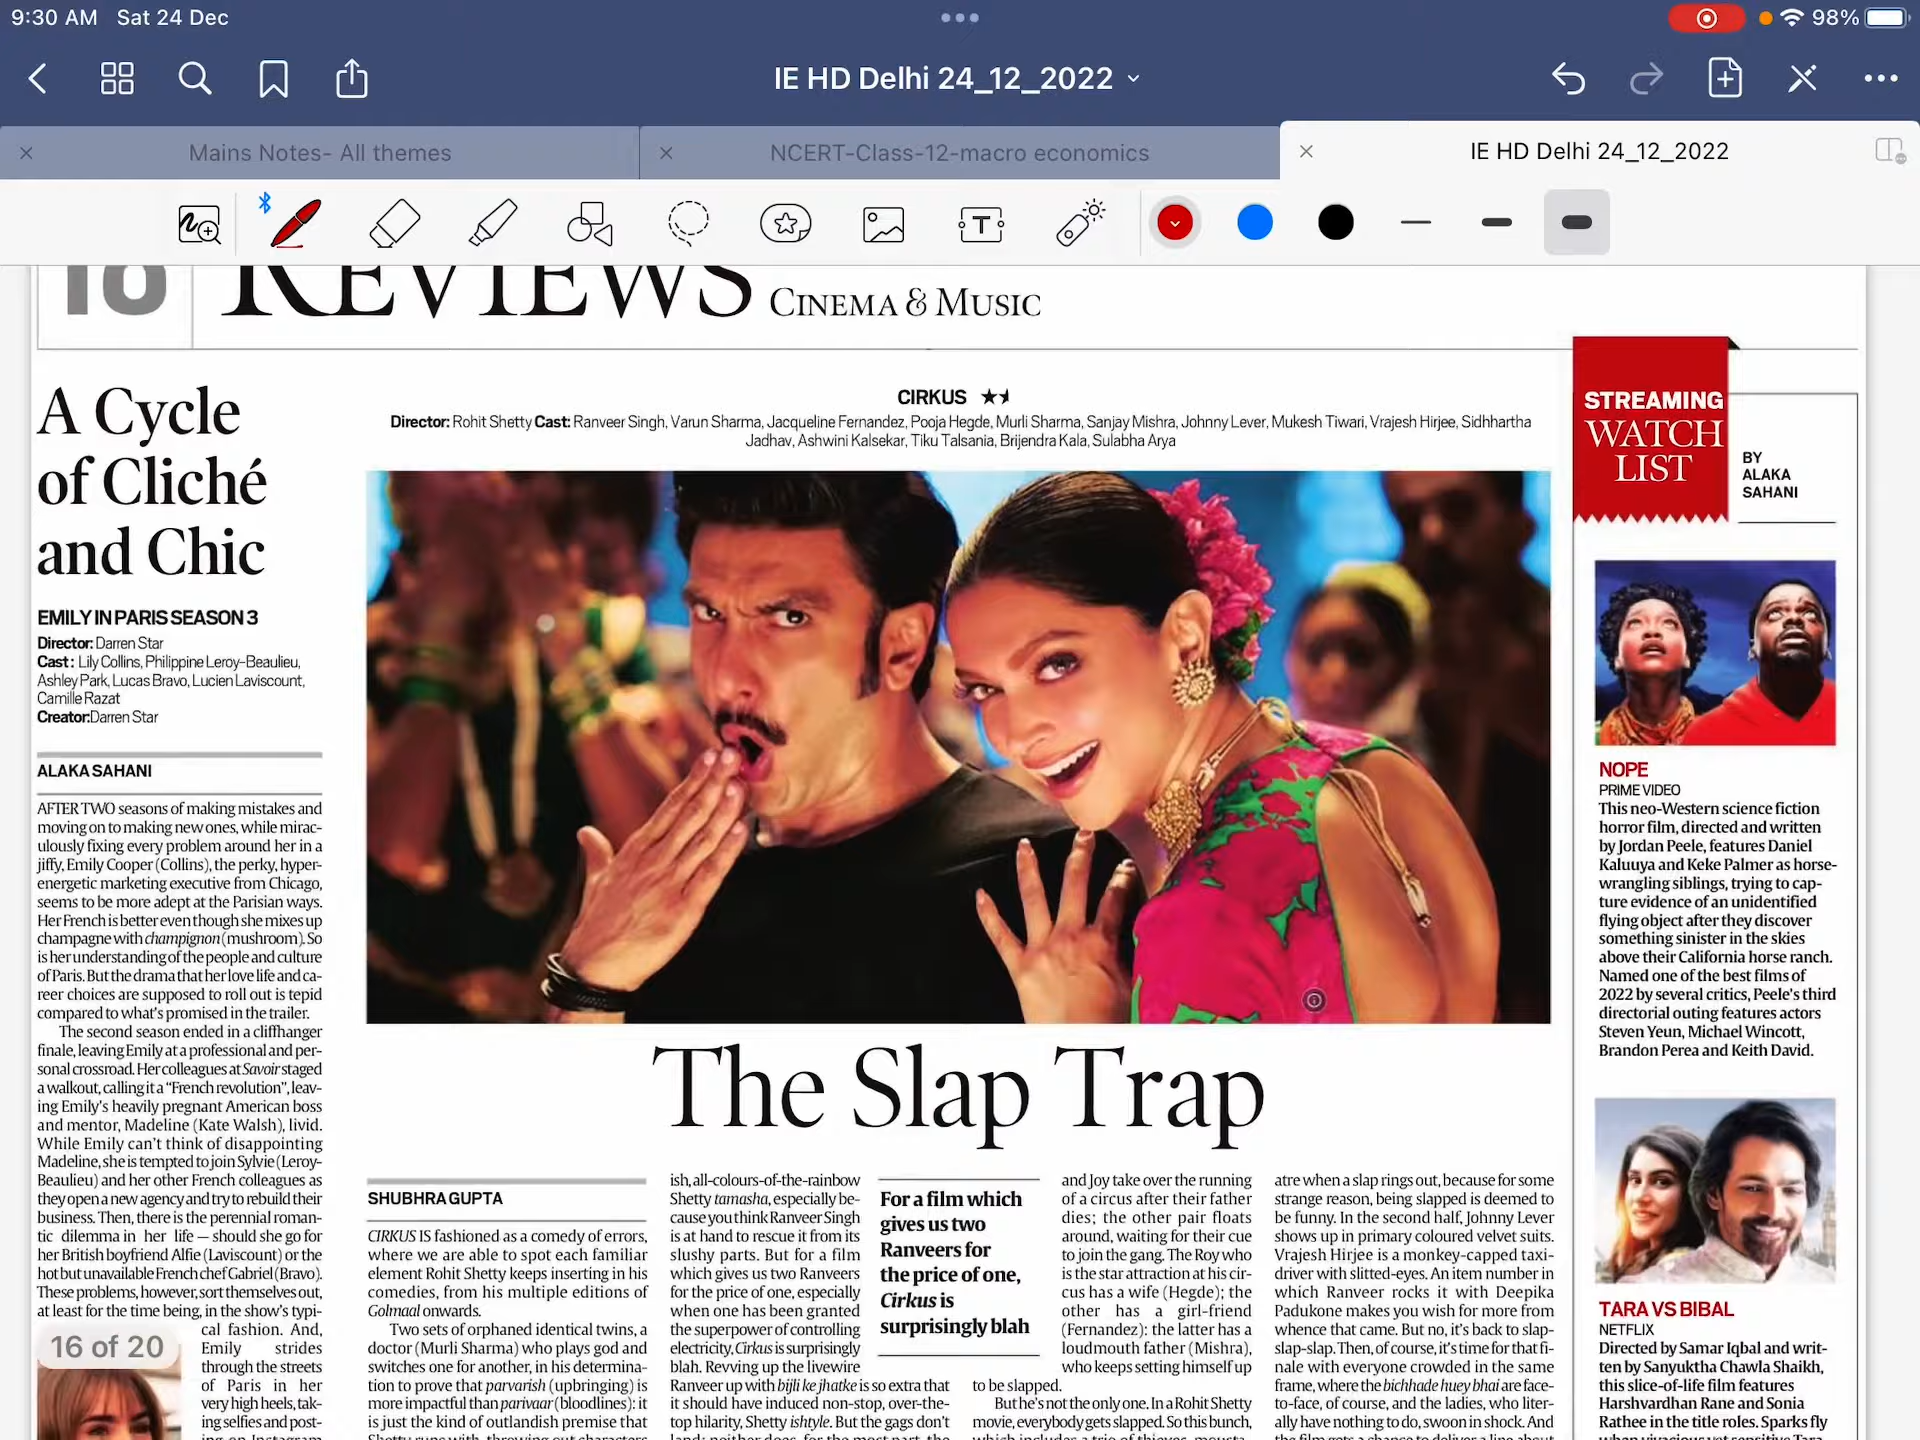 9:30 AM Sat 24 Dec
98%
IE HD Delhi 24_12_2022
Mains Notes- All themes
NCERT-Class-12-macro economics
IE HD Delhi 24_12_2022
REVIEWS CINEMA & MUSIC
A Cycle
of Cliché
and Chic
EMILY IN PARIS SEASON 3
Director: Darren Star
Cast : Lily Collins, Philippine Leroy-Beaulieu,
Ashley Park, Lucas Bravo, Lucien Laviscount,
Camille Razat
Creator:Darren Star
ALAKA SAHANI
AFTER TWO seasons of making mistakes and
moving on to making new ones, while mirac-
ulously fixing every problem around her in a
jiffy, Emily Cooper (Collins), the perky, hyper-
energetic marketing executive from Chicago,
seems to be more adept at the Parisian ways.
Her French is better even though she mixes up
champagne with champignon (mushroom). So
is her understanding of the people and culture
of Paris. But the drama that her love life and ca-
reer choices are supposed to roll out is tepid
compared to what's promised in the trailer.
The second season ended in a cliffhanger
finale, leaving Emily at a professional and per-
sonal crossroad. Her colleagues at Savoir staged
a walkout, calling it a "French revolution", leav-
ing Emily's heavily pregnant American boss
and mentor, Madeline (Kate Walsh), livid.
While Emily can't think of disappointing
Madeline, she is tempted to join Sylvie (Leroy-
Beaulieu) and her other French colleagues as
they open a new agency and try to rebuild their
business. Then, there is the perennial roman-
tic dilemma in her life — should she go for
her British boyfriend Alfie (Laviscount) or the
hot but unavailable French chef Gabriel (Bravo).
These problems, however, sort themselves out,
at least for the time being, in the show's typi-
cal fashion. And,
Emily strides
through the streets
of Paris in her
very high heels, tak-
ing selfies and post-
ing on Instagram
16 of 20
CIRKUS
Director: Rohit Shetty Cast: Ranveer Singh, Varun Sharma, Jacqueline Fernandez, Pooja Hegde, Murli Sharma, Sanjay Mishra, Johnny Lever, Mukesh Tiwari, Vrajesh Hirjee, Sidhhartha
Jadhav, Ashwini Kalsekar, Tiku Talsania, Brijendra Kala, Sulabha Arya
The Slap Trap
SHUBHRA GUPTA
CIRKUS IS fashioned as a comedy of errors,
where we are able to spot each familiar
element Rohit Shetty keeps inserting in his
comedies, from his multiple editions of
Golmaal onwards.
Two sets of orphaned identical twins, a
doctor (Murli Sharma) who plays god and
switches one for another, in his determina-
tion to prove that parvarish (upbringing) is
more impactful than parivaar (bloodlines): it
is just the kind of outlandish premise that
Shetty runs with, throwing out characters
ish, all-colours-of-the-rainbow
Shetty tamasha, especially be-
cause you think Ranveer Singh
is at hand to rescue it from its
slushy parts. But for a film
which gives us two Ranveers
for the price of one, especially
when one has been granted
the superpower of controlling
electricity, Cirkus is surprisingly
blah. Revving up the livewire
Ranveer up with bijli ke jhatke is so extra that
it should have induced non-stop, over-the-
top hilarity, Shetty ishtyle. But the gags don't
land; neither does, for the most part, the
For a film which
gives us two
Ranveers for
the price of one,
Cirkus is
surprisingly blah
and Joy take over the running
of a circus after their father
dies; the other pair floats
around, waiting for their cue
to join the gang. The Roy who
is the star attraction at his cir-
cus has a wife (Hegde); the
other has a girl-friend
(Fernandez): the latter has a
loudmouth father (Mishra),
who keeps setting himself up
to be slapped.
But he's not the only one. In a Rohit Shetty
movie, everybody gets slapped. So this bunch,
which includes a trio of thieves, mousta-
atre when a slap rings out, because for some
strange reason, being slapped is deemed to
be funny. In the second half, Johnny Lever
shows up in primary coloured velvet suits.
Vrajesh Hirjee is a monkey-capped taxi-
driver with slitted-eyes. An item number in
which Ranveer rocks it with Deepika
Padukone makes you wish for more from
whence that came. But no, it's back to slap-
slap-slap. Then, of course, it's time for that fi-
nale with everyone crowded in the same
frame, where the bichhade huey bhai are face-
to-face, of course, and the ladies, who liter-
ally have nothing to do, swoon in shock. And
the film gets a chance to deliver a line about
STREAMING
WATCH
LIST
BY
ALAKA
SAHANI
NOPE
PRIME VIDEO
This neo-Western science fiction
horror film, directed and written
by Jordan Peele, features Daniel
Kaluuya and Keke Palmer as horse-
wrangling siblings, trying to cap-
ture evidence of an unidentified
flying object after they discover
something sinister in the skies
above their California horse ranch.
Named one of the best films of
2022 by several critics, Peele's third
directorial outing features actors
Steven Yeun, Michael Wincott,
Brandon Perea and Keith David.
TARA VS BIBAL
NETFLIX
Directed by Samar Iqbal and writ-
ten by Sanyuktha Chawla Shaikh,
this slice-of-life film features
Harshvardhan Rane and Sonia
Rathee in the title roles. Sparks fly
when vivacious yet sensitive Tara